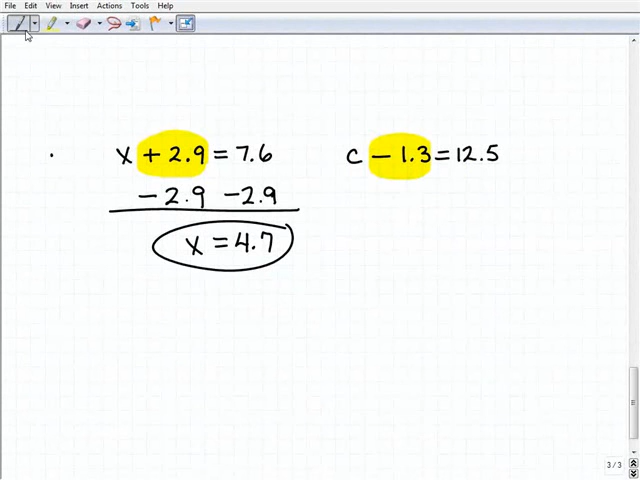 File Edit View Insert Actions Tools Help
x + 2.9 = 7.6
c - 1.3 = 12.5
- 2.9 - 2.9
x = 4.7
3/3